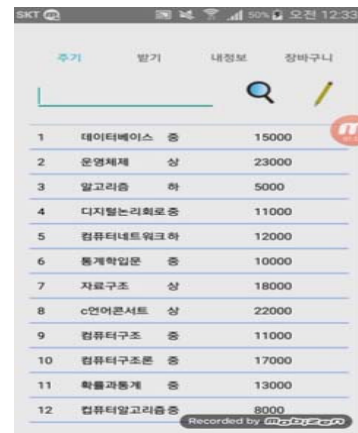 SKT 50% 오전 12:33
주기 받기 내정보 장바구니
1 데이터베이스 중 15000
2 운영체제 상 23000
3 알고리즘 하 5000
4 디지털논리회로 중 11000
5 컴퓨터네트워크 하 12000
6 통계학입문 중 10000
7 자료구조 상 18000
8 c언어콘서트 상 22000
9 컴퓨터구조 중 11000
10 컴퓨터구조론 중 17000
11 확률과통계 중 13000
12 컴퓨터알고리즘 중 8000
Recorded by mobizen